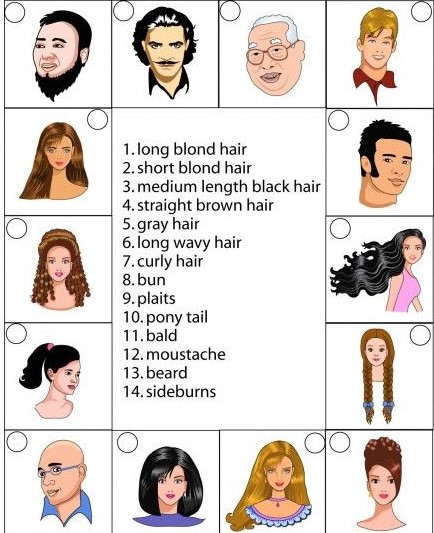 1. long blond hair
2. short blond hair
3. medium length black hair
4. straight brown hair
5. gray hair
6. long wavy hair
7. curly hair
8. bun
9. plaits
10. pony tail
11. bald
12. moustache
13. beard
14. sideburns